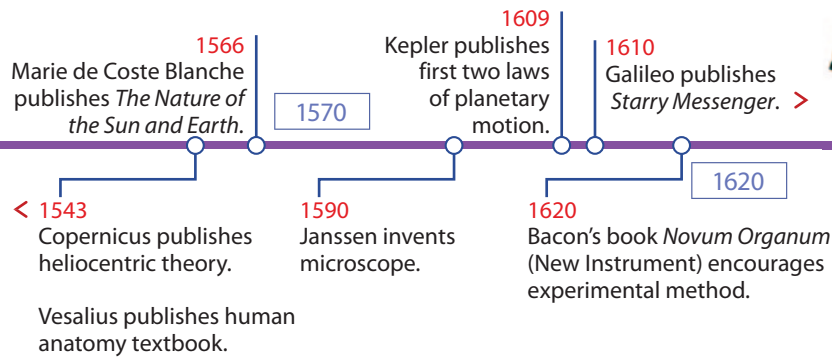 1566
Marie de Coste Blanche
publishes The Nature of
the Sun and Earth.
1570
1609
Kepler publishes
first two laws
of planetary
motion.
1610
Galileo publishes
Starry Messenger. >
< 1543
Copernicus publishes
heliocentric theory.
Vesalius publishes human
anatomy textbook.
1590
Janssen invents
microscope.
1620
1620
Bacon's book Novum Organum
(New Instrument) encourages
experimental method.